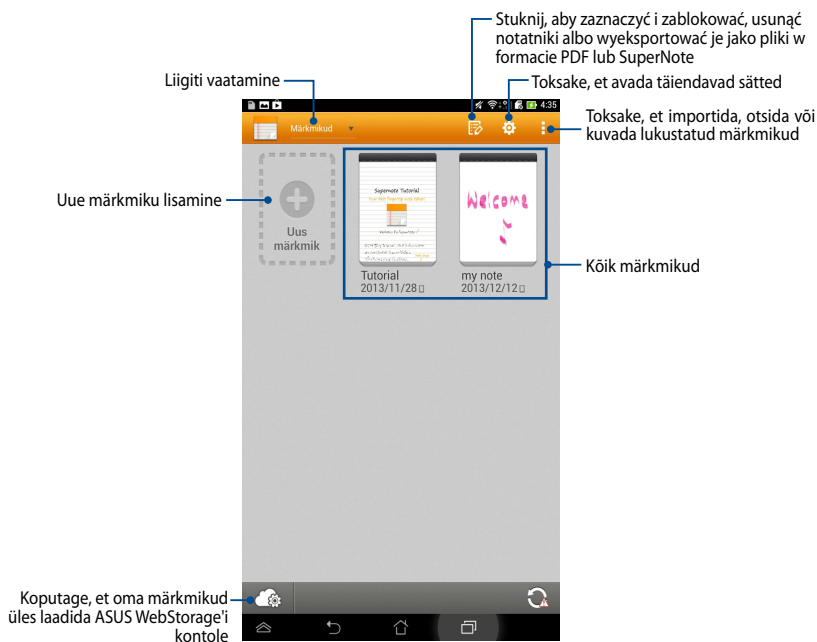 Stuknij, aby zaznaczyć i zablokować, usunąć
notatniki albo wyeksportować je jako pliki w
formacie PDF lub SuperNote
Liigiti vaatamine
Toksake, et avada täiendavad sätted
4:35
Toksake, et importida, otsida või
kuvada lukustatud märkmikud
Märkmikud
Uue märkmiku lisamine
Uus
märkmik
Supernote Tutorial
Welcome
Kõik märkmikud
Tutorial
2013/11/28
my note
2013/12/12
Koputage, et oma märkmikud
üles laadida ASUS WebStorage'i
kontole